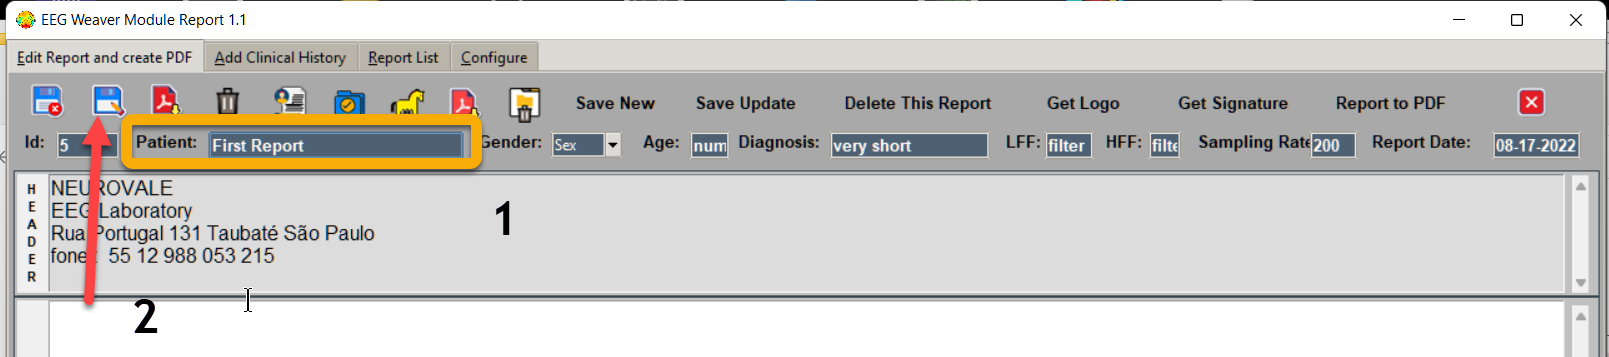 EEG Weaver Module Report 1.1
Edit Report and create PDF Add Clinical History Report List Configure
Save New Save Update Delete This Report Get Logo Get Signature Report to PDF
Id: 5 Patient: First Report Gender: Sex Age: num Diagnosis: very short LFF: filter HFF: filte Sampling Rate 200 Report Date: 08-17-2022
HEADER
NEUROVALE
EEG Laboratory
Rua Portugal 131 Taubaté São Paulo
fone: 55 12 988 053 215
1
2